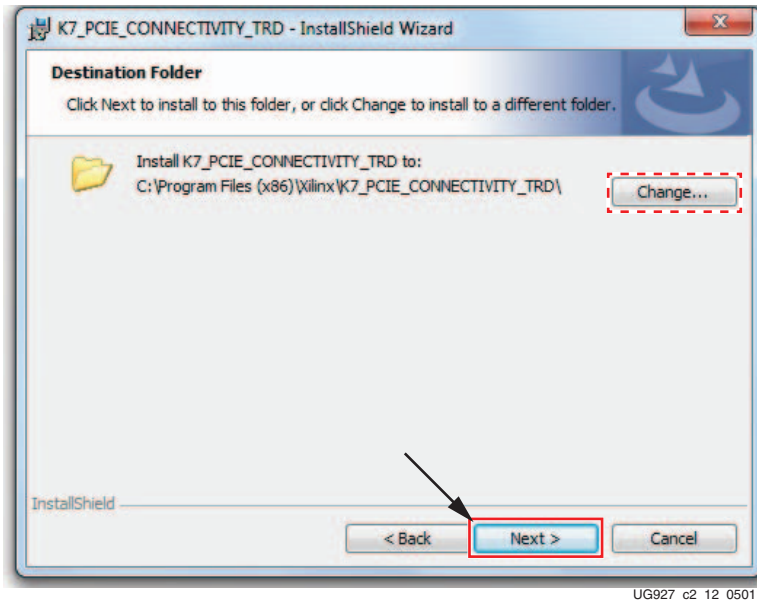 K7_PCIE_CONNECTIVITY_TRD - InstallShield Wizard
Destination Folder
Click Next to install to this folder, or click Change to install to a different folder.
Install K7_PCIE_CONNECTIVITY_TRD to:
C:\Program Files (x86)\Xilinx\K7_PCIE_CONNECTIVITY_TRD\
Change...
InstallShield
< Back
Next >
Cancel
UG927_c2_12_0501